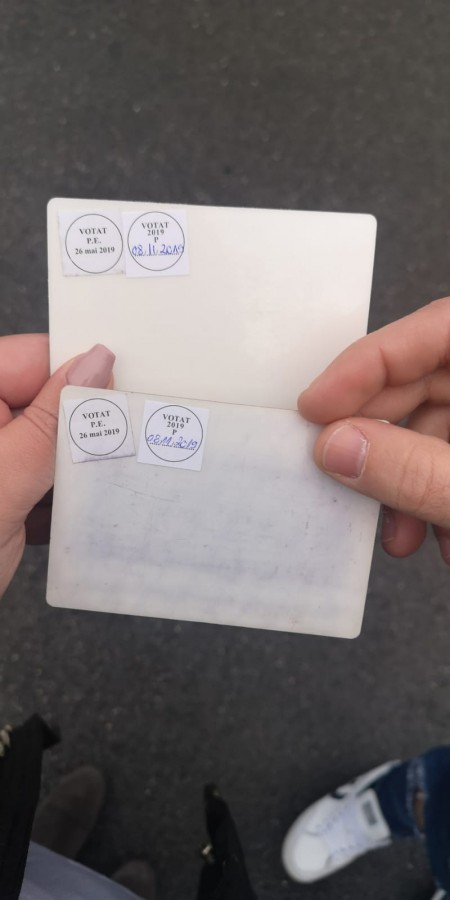 VOTAT
P.E.
26 mai 2019
VOTAT
2019
P
08.11.2019
VOTAT
P.E.
26 mai 2019
VOTAT
2019
P
08.11.2019